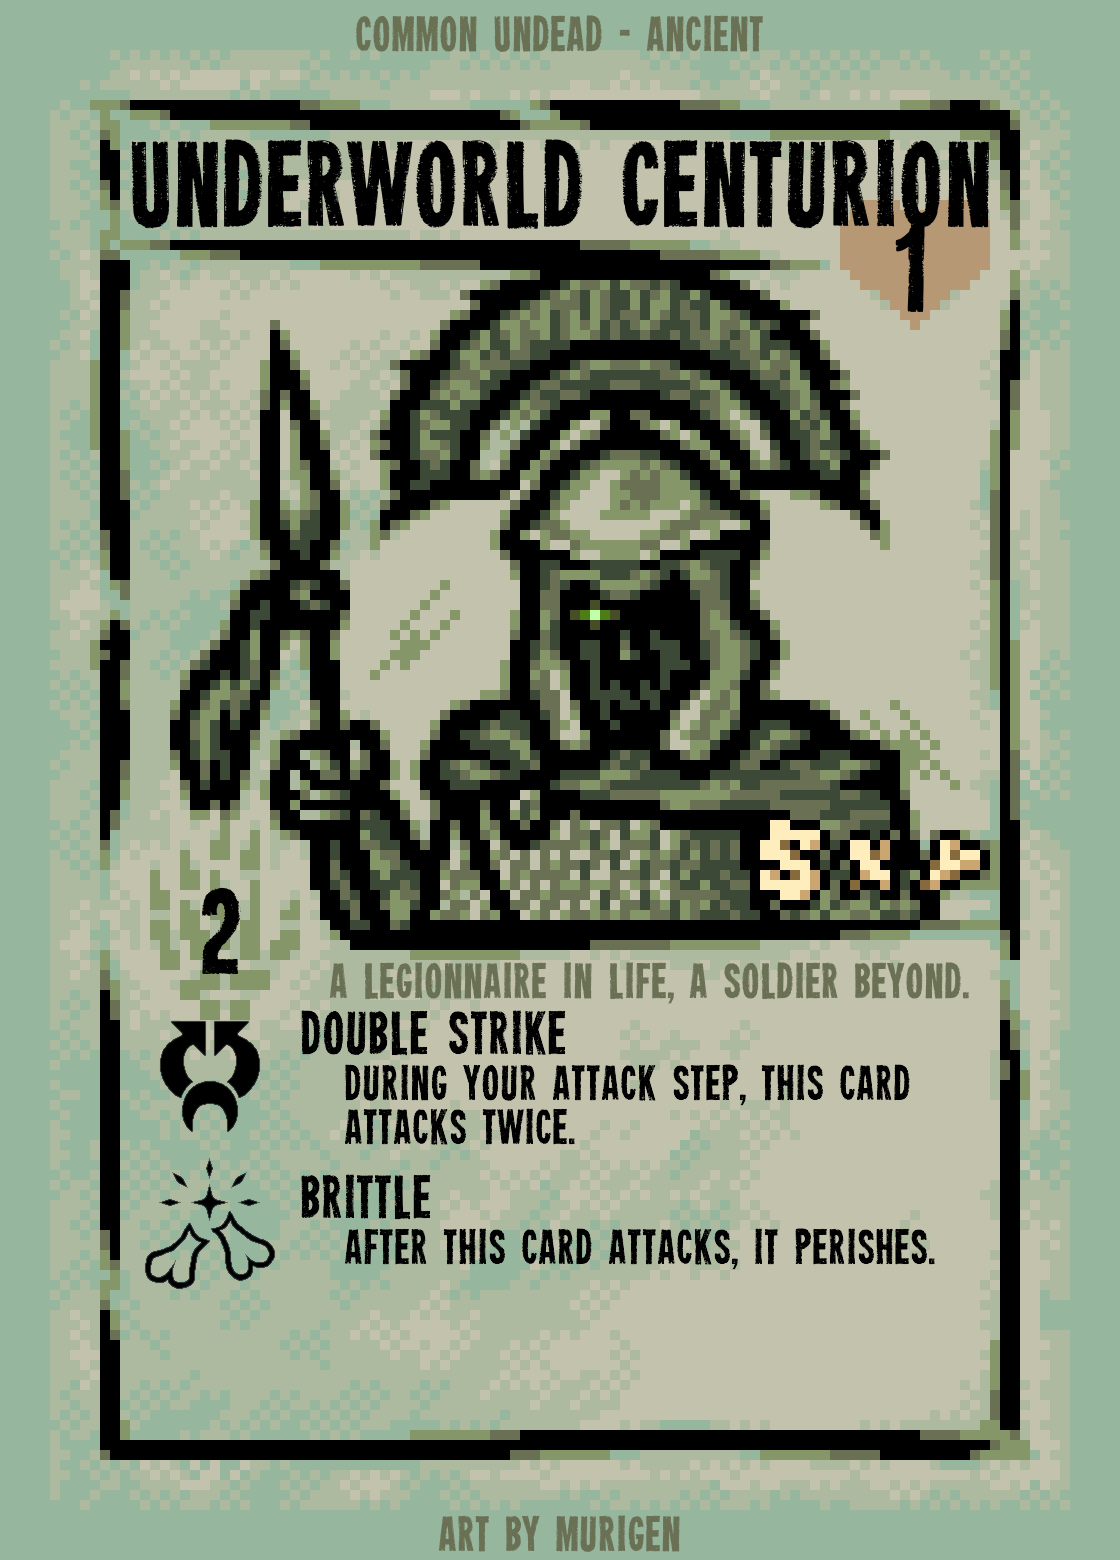 COMMON UNDEAD - ANCIENT
UNDERWORLD CENTURION
1
5 X
2
A LEGIONNAIRE IN LIFE, A SOLDIER BEYOND.
DOUBLE STRIKE
DURING YOUR ATTACK STEP, THIS CARD
ATTACKS TWICE.
BRITTLE
AFTER THIS CARD ATTACKS, IT PERISHES.
ART BY MURIGEN